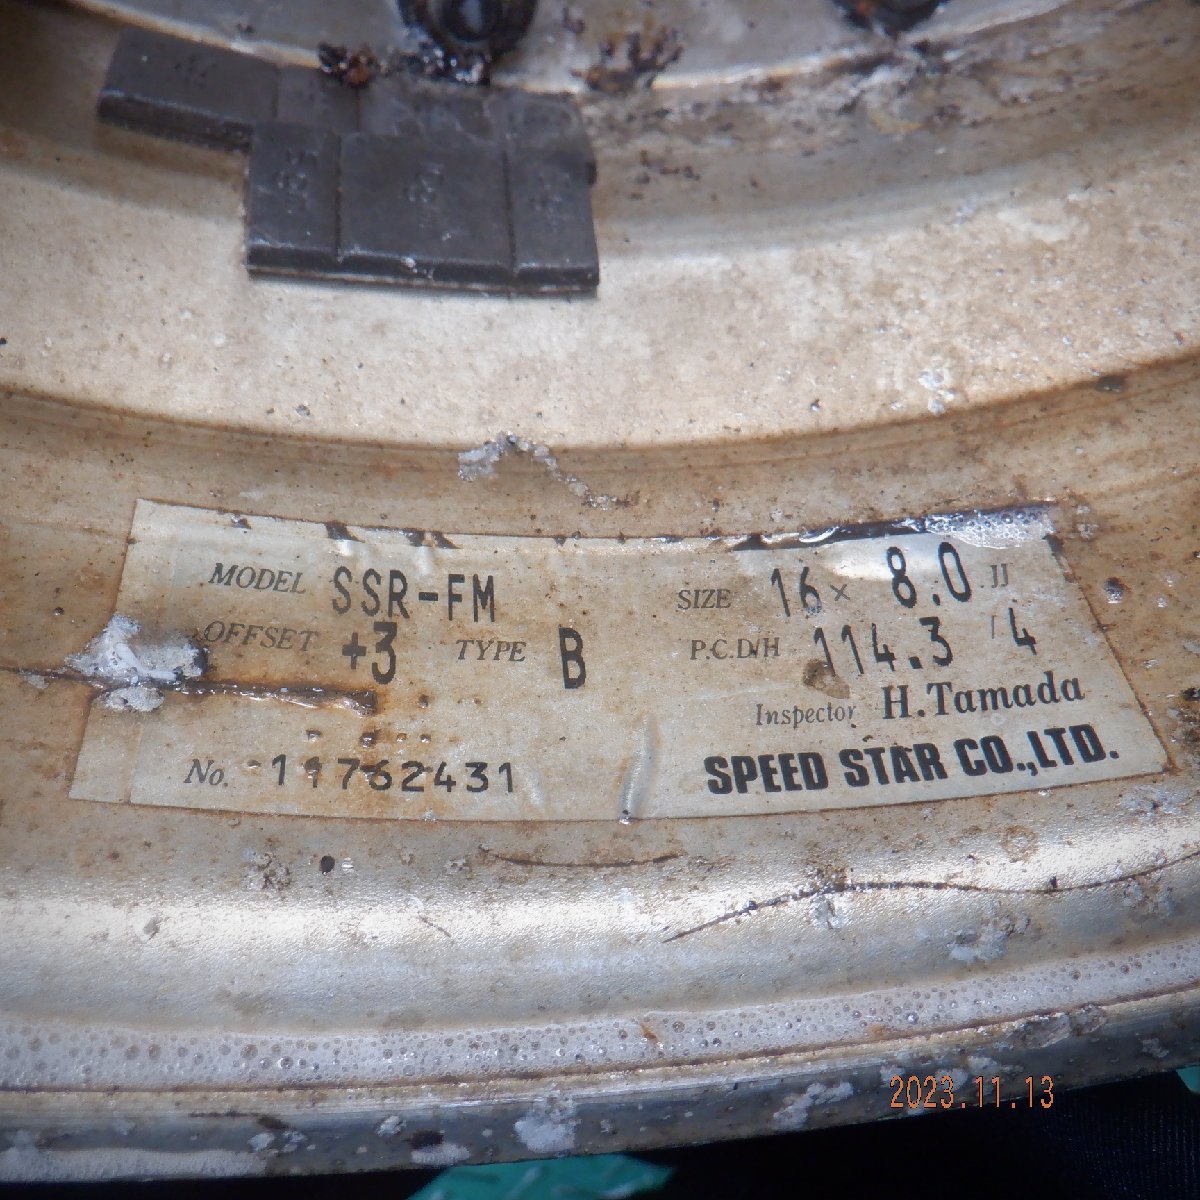 MODEL SSR-FM
SIZE 16× 8.0 JJ
OFFSET +3 TYPE B
P.C.D/H 114.3 / 4
Inspector H.Tamada
No. 11762431
SPEED STAR CO.,LTD.
2023.11.13